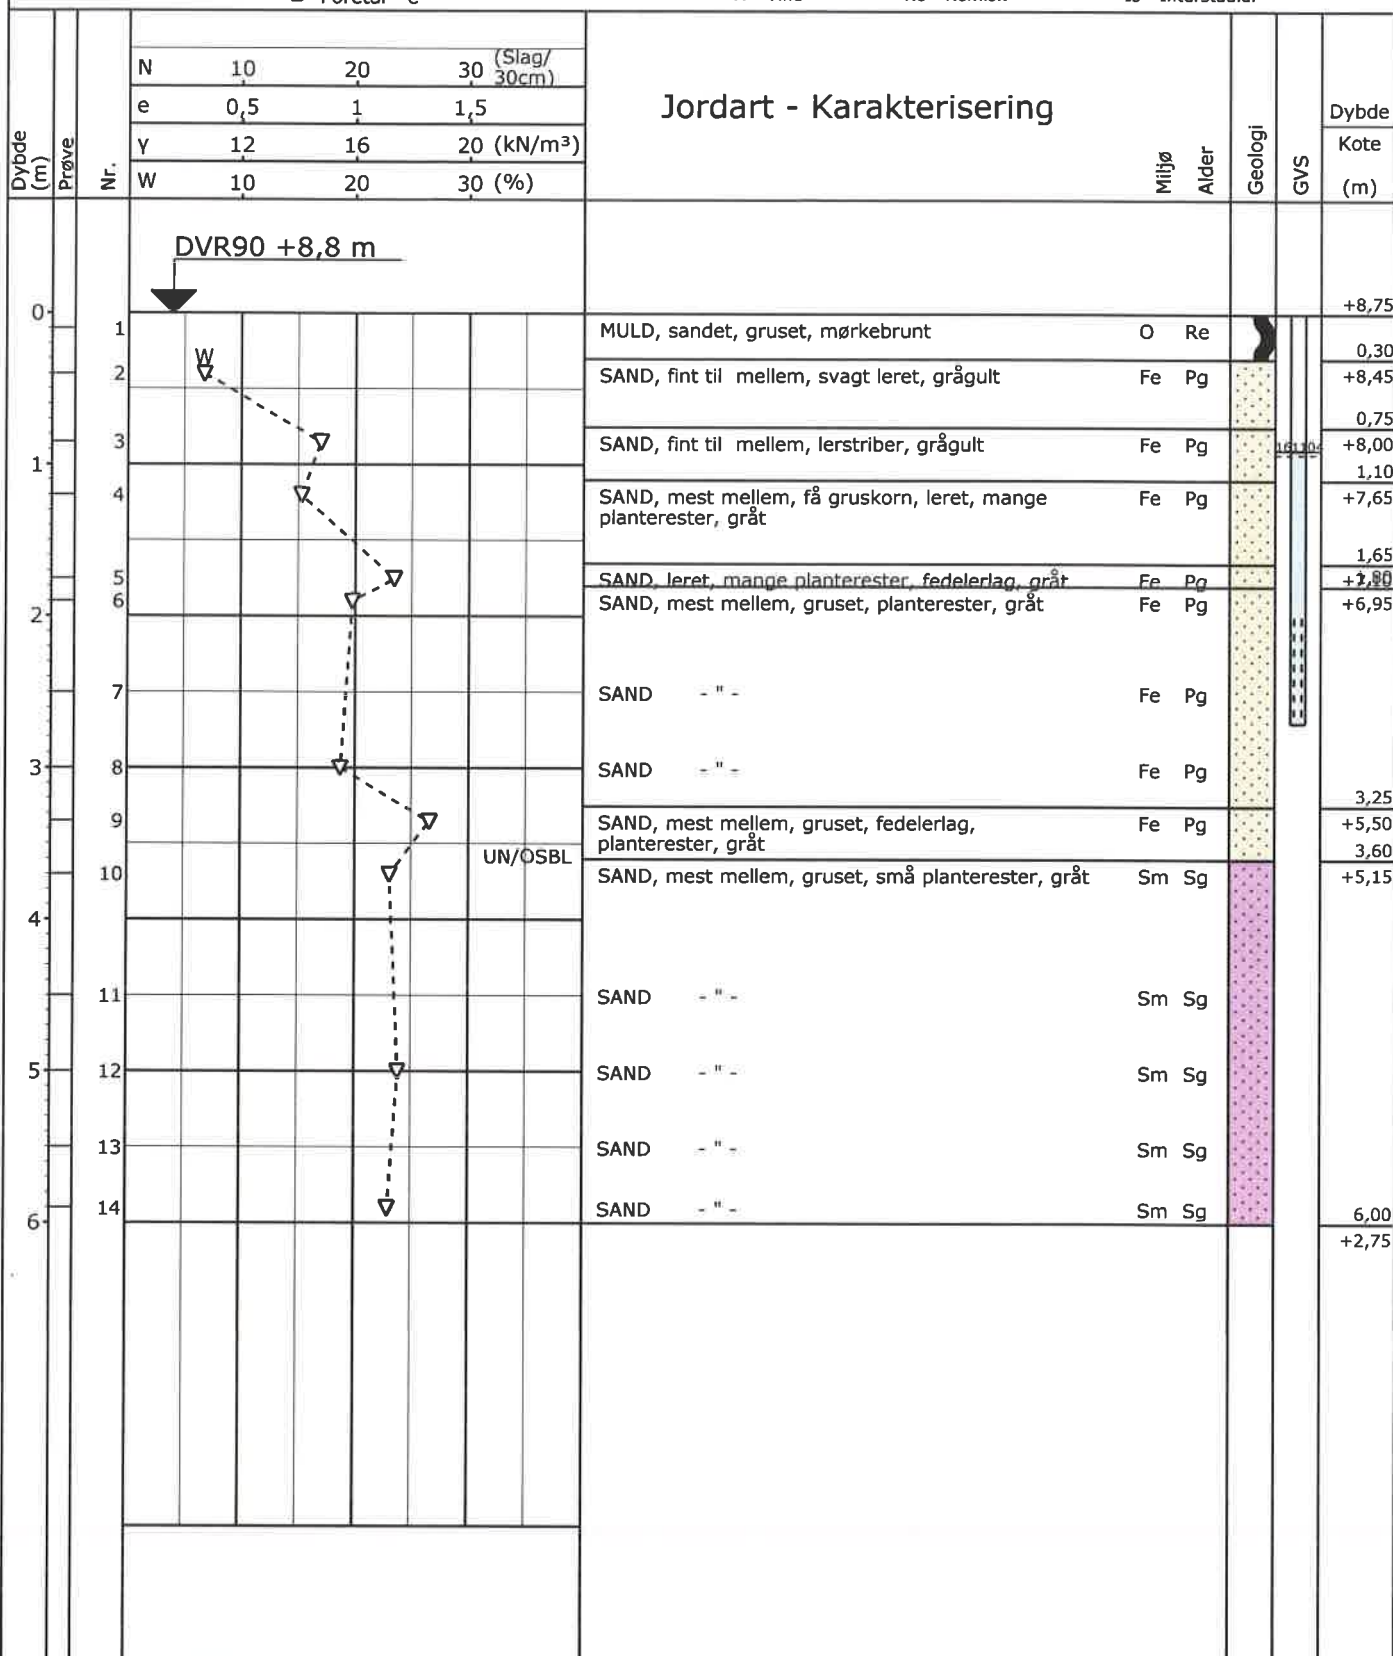 N 10 20 30 (Slag/
30cm)
e 0,5 1 1,5
γ 12 16 20 (kN/m³)
W 10 20 30 (%)
Dybde
(m)
Prøve
Nr.
Jordart - Karakterisering
Miljø
Alder
Geologi
GVS
Dybde
Kote
(m)
DVR90 +8,8 m
+8,75
0
1 MULD, sandet, gruset, mørkebrunt O Re
0,30
W
2 SAND, fint til mellem, svagt leret, grågult Fe Pg +8,45
0,75
3 SAND, fint til mellem, lerstriber, grågult Fe Pg +8,00
1
1,10
4 SAND, mest mellem, få gruskorn, leret, mange Fe Pg +7,65
planterester, gråt
1,65
5 SAND, leret, mange planterester, fedelerlag, gråt Fe Pg
6 SAND, mest mellem, gruset, planterester, gråt Fe Pg +6,95
2
7 SAND - " - Fe Pg
3 8 SAND - " - Fe Pg
3,25
9 SAND, mest mellem, gruset, fedelerlag, Fe Pg +5,50
planterester, gråt
3,60
UN/OSBL
10 SAND, mest mellem, gruset, små planterester, gråt Sm Sg +5,15
4
11 SAND - " - Sm Sg
5 12 SAND - " - Sm Sg
13 SAND - " - Sm Sg
14 SAND - " - Sm Sg
6 6,00
+2,75